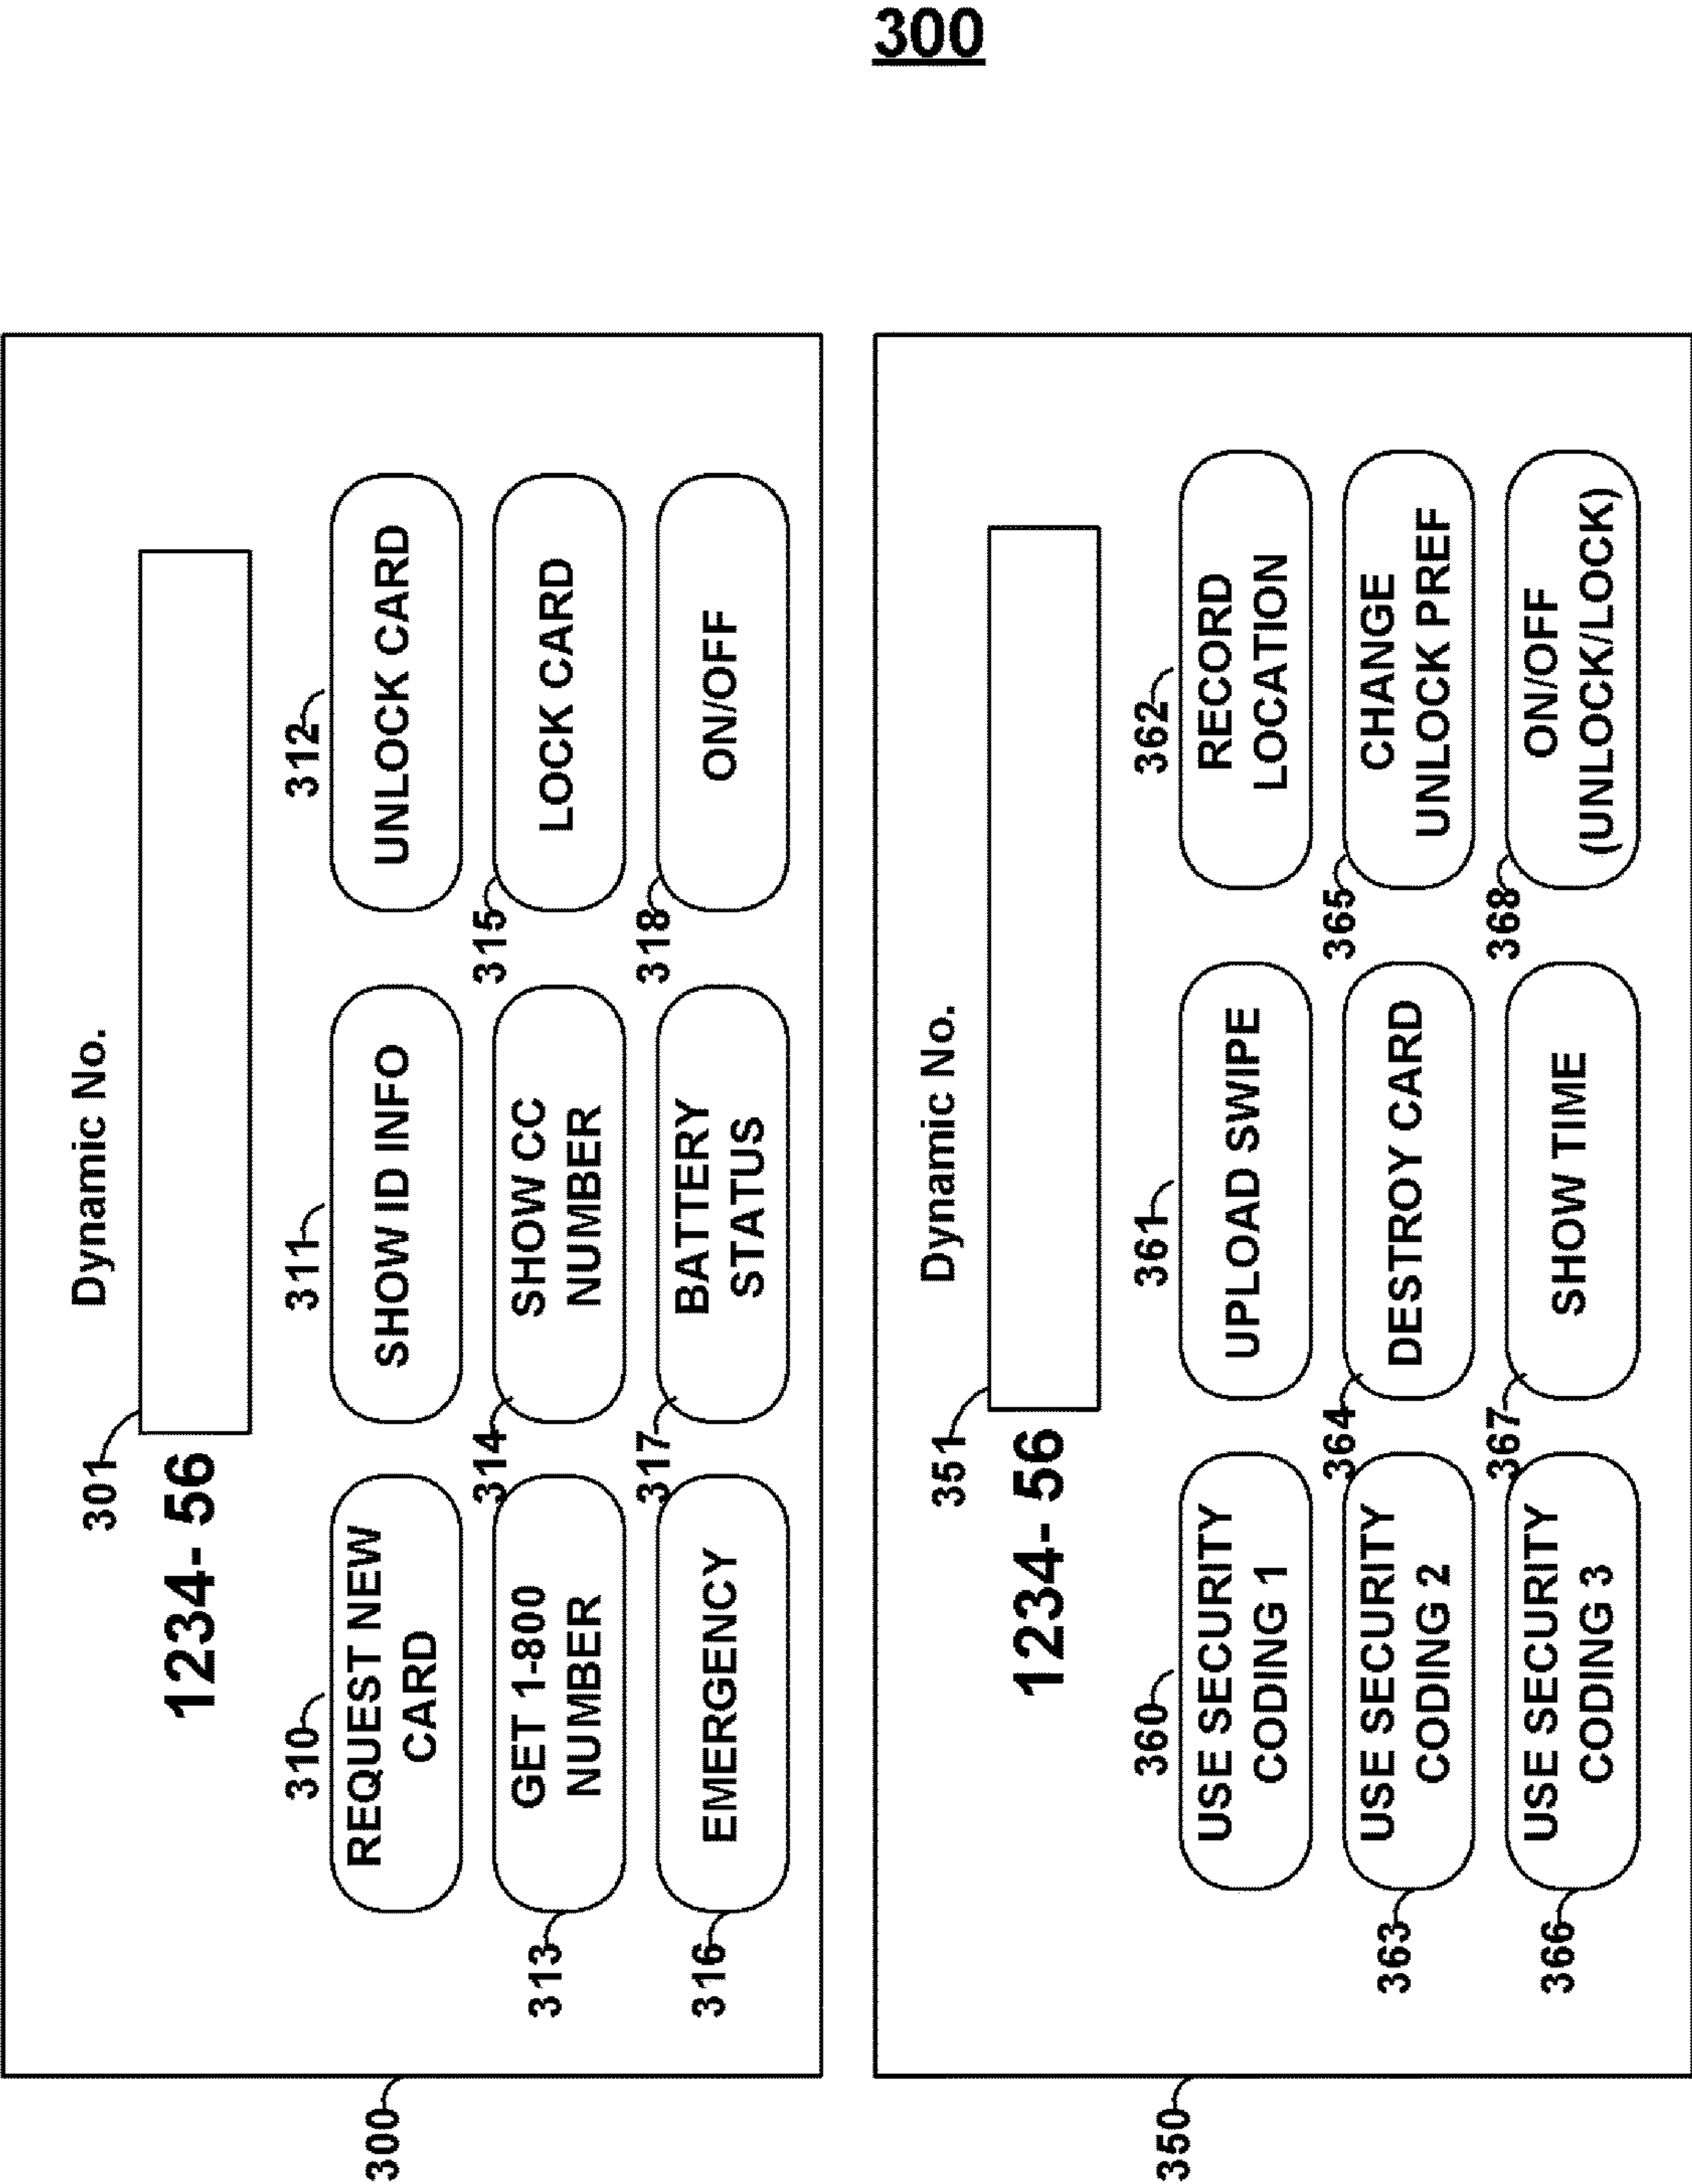 300
Dynamic No.
301
1234- 56
310
311
312
REQUEST NEW
CARD
SHOW ID INFO
UNLOCK CARD
313
GET 1-800
NUMBER
314
SHOW CC
NUMBER
315
LOCK CARD
316
EMERGENCY
317
BATTERY
STATUS
318
ON/OFF
300
Dynamic No.
351
1234- 56
360
361
362
USE SECURITY
CODING 1
UPLOAD SWIPE
RECORD
LOCATION
363
USE SECURITY
CODING 2
364
DESTROY CARD
365
CHANGE
UNLOCK PREF
366
USE SECURITY
CODING 3
367
SHOW TIME
368
ON/OFF
(UNLOCK/LOCK)
350